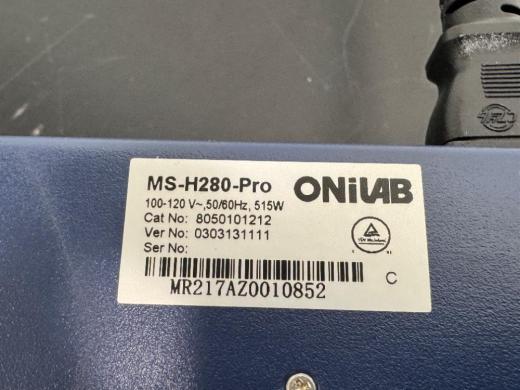 MS-H280-Pro
ONiLAB
100-120 V~,50/60Hz, 515W
Cat No: 8050101212
Ver No: 0303131111
Ser No:
MR217AZ0010852
C